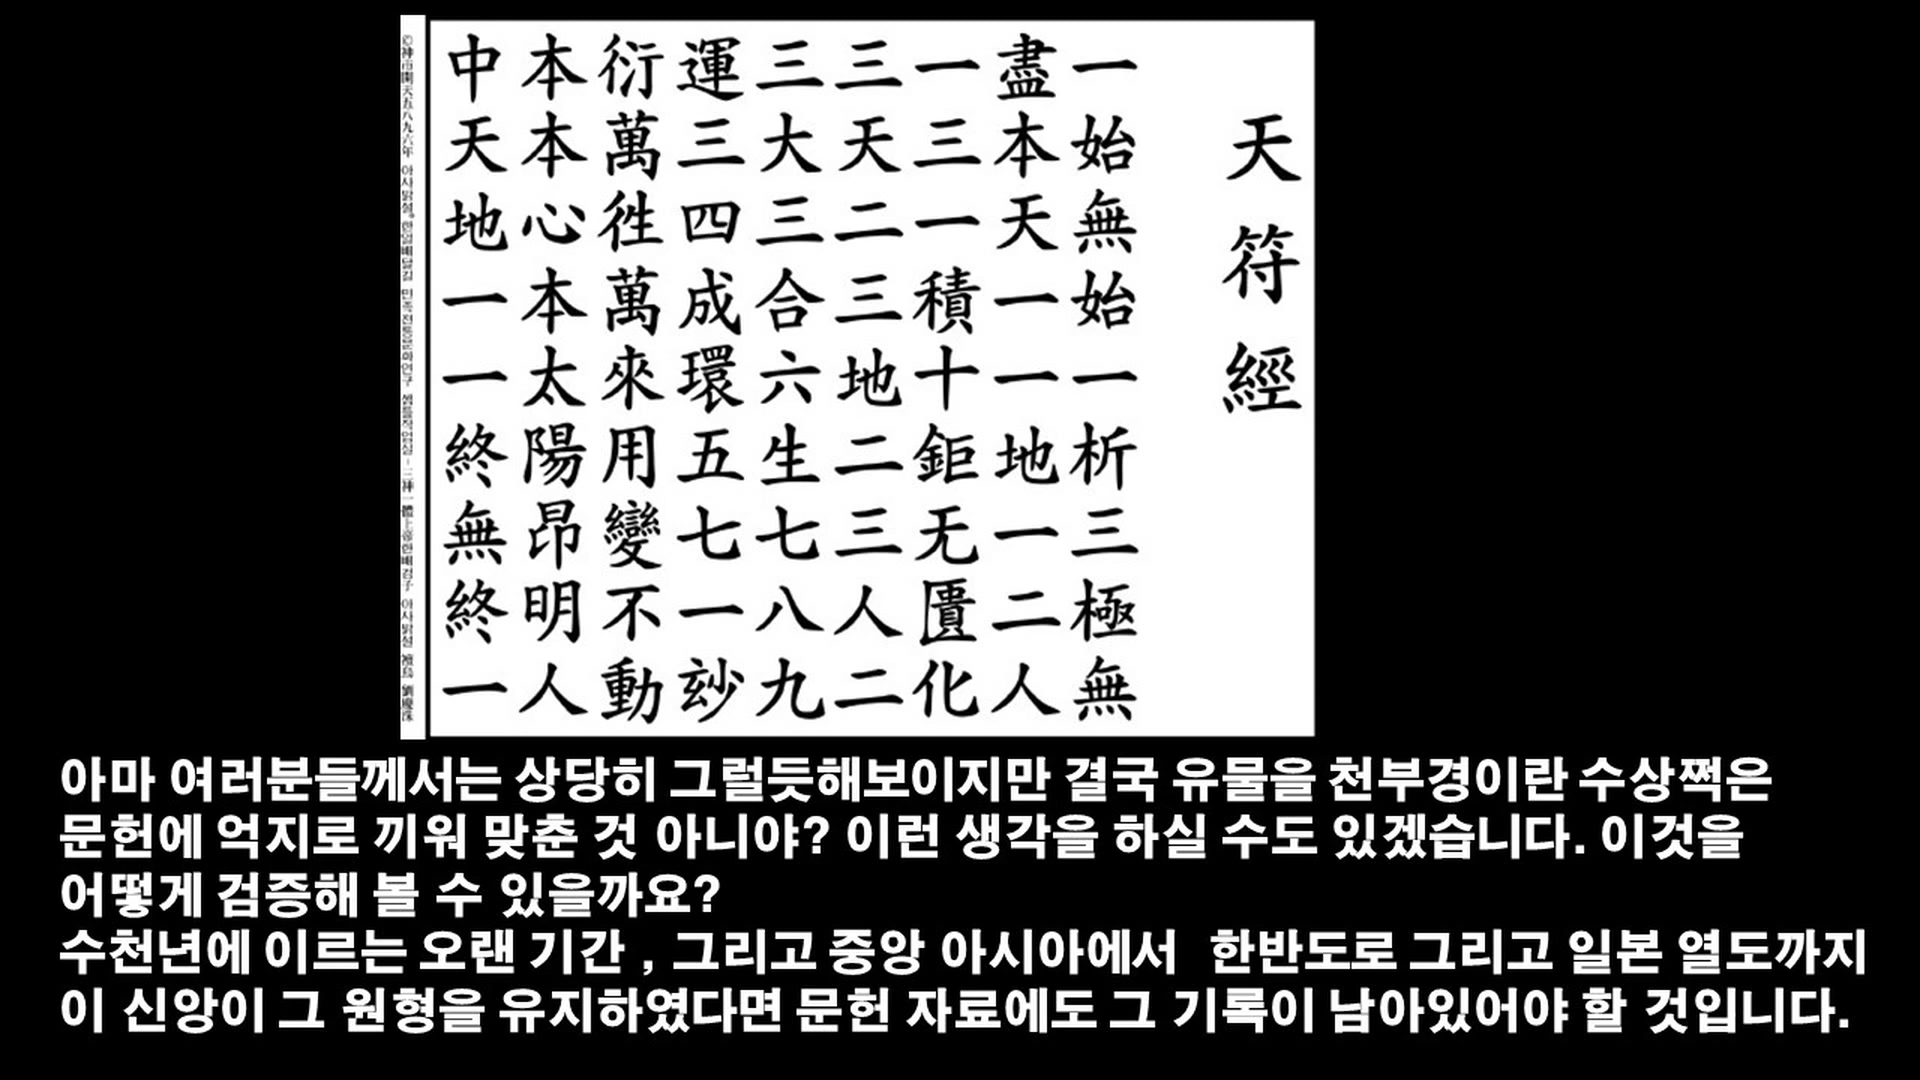 天符經
一始無始一析三極無
盡本天一一地一二人
一三一積十鉅无匱化
三天二三地二三人二
三大三合六生七八九
運三四成環五七一玅
衍萬徃萬來用變不動
本本心本太陽昂明人
中天地一一終無終一
아마 여러분들께서는 상당히 그럴듯해보이지만 결국 유물을 천부경이란 수상쩍은
문헌에 억지로 끼워 맞춘 것 아니야? 이런 생각을 하실 수도 있겠습니다. 이것을
어떻게 검증해 볼 수 있을까요?
수천년에 이르는 오랜 기간 , 그리고 중앙 아시아에서 한반도로 그리고 일본 열도까지
이 신앙이 그 원형을 유지하였다면 문헌 자료에도 그 기록이 남아있어야 할 것입니다.